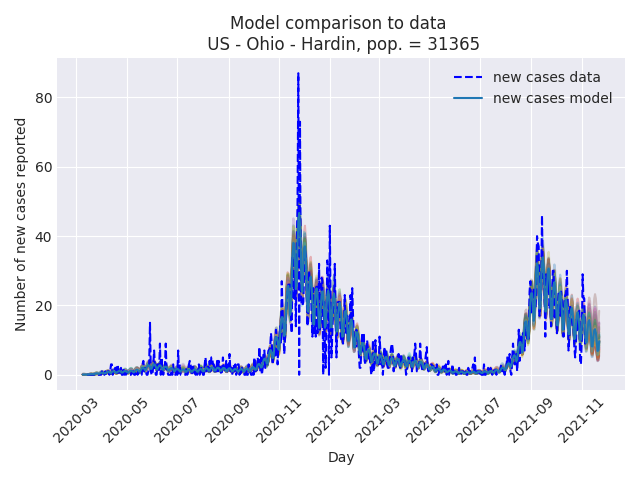 Model comparison to data
US - Ohio - Hardin, pop. = 31365
new cases data
new cases model
Number of new cases reported
80
60
40
20
0
2020-03
2020-05
2020-07
2020-09
2020-11
2021-01
2021-03
2021-05
2021-07
2021-09
2021-11
Day